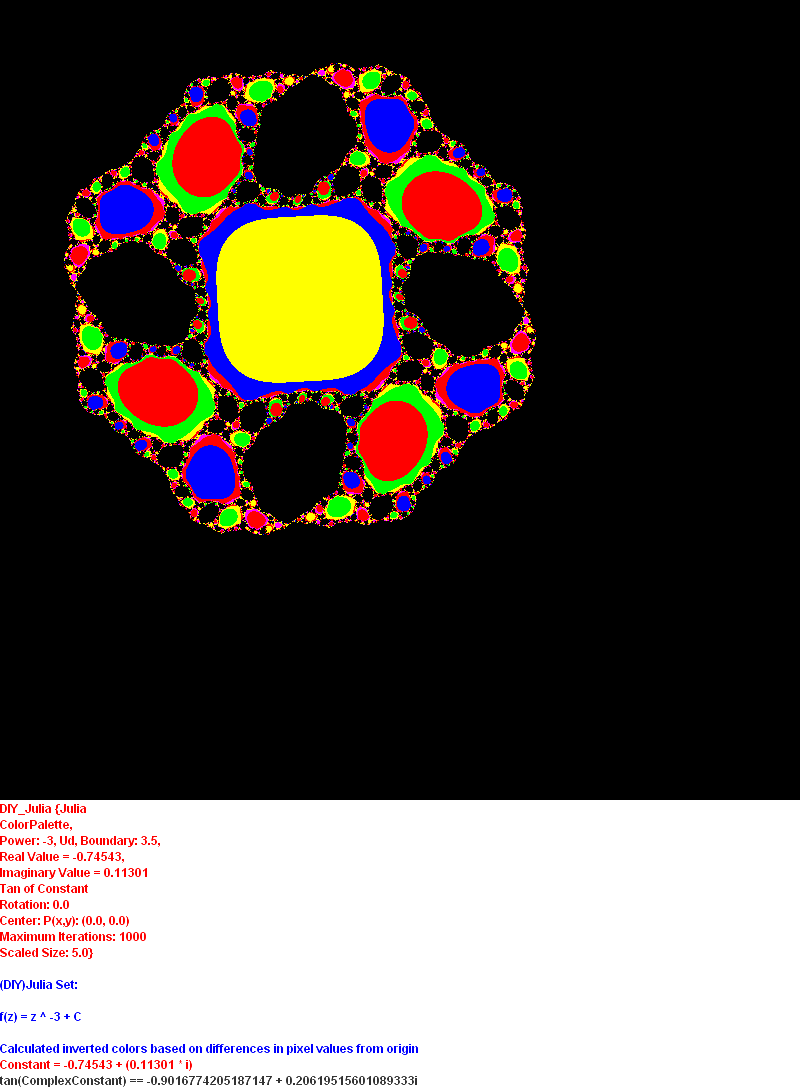 DIY_Julia {Julia
ColorPalette,
Power: -3, Ud, Boundary: 3.5,
Real Value = -0.74543,
Imaginary Value = 0.11301
Tan of Constant
Rotation: 0.0
Center: P(x,y): (0.0, 0.0)
Maximum Iterations: 1000
Scaled Size: 5.0}
(DIY)Julia Set:
f(z) = z ^ -3 + C
Calculated inverted colors based on differences in pixel values from origin
Constant = -0.74543 + (0.11301 * i)
tan(ComplexConstant) == -0.9016774205187147 + 0.20619515601089333i